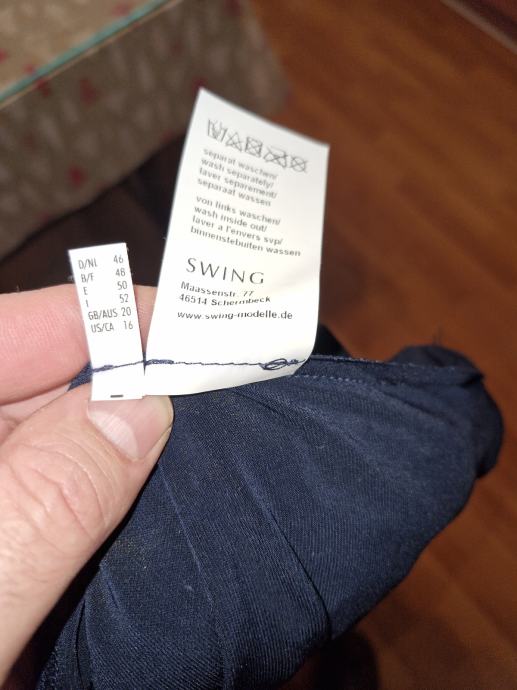 D/NL 46
B/F 48
E 50
I 52
GB/AUS 20
US/CA 16
separat waschen/
wash separately/
laver separement/
separaat wassen
von links waschen/
wash inside out/
laver a l'envers svp/
binnenstebuiten wassen
SWING
Maassenstr. 77
46514 Schermbeck
www.swing-modelle.de